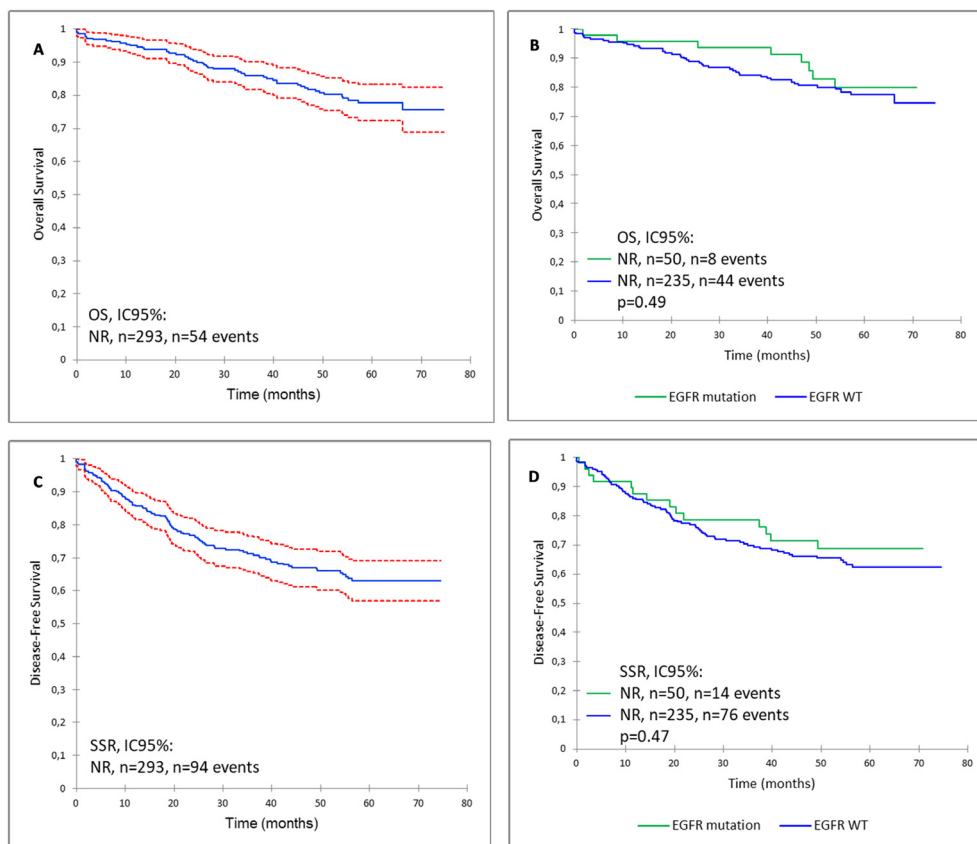 A
1
0,9
0,8
0,7
0,6
0,5
0,4
0,3
0,2
0,1
0
Overall Survival
OS, IC95%:
NR, n=293, n=54 events
0 10 20 30 40 50 60 70 80
Time (months)
B
1
0,9
0,8
0,7
0,6
0,5
0,4
0,3
0,2
0,1
0
Overall Survival
OS, IC95%:
NR, n=50, n=8 events
NR, n=235, n=44 events
p=0.49
0 10 20 30 40 50 60 70 80
Time (months)
EGFR mutation EGFR WT
C
1
0,9
0,8
0,7
0,6
0,5
0,4
0,3
0,2
0,1
0
Disease-Free Survival
SSR, IC95%:
NR, n=293, n=94 events
0 10 20 30 40 50 60 70 80
Time (months)
D
1
0,9
0,8
0,7
0,6
0,5
0,4
0,3
0,2
0,1
0
Disease-Free Survival
SSR, IC95%:
NR, n=50, n=14 events
NR, n=235, n=76 events
p=0.47
0 10 20 30 40 50 60 70 80
Time (months)
EGFR mutation EGFR WT